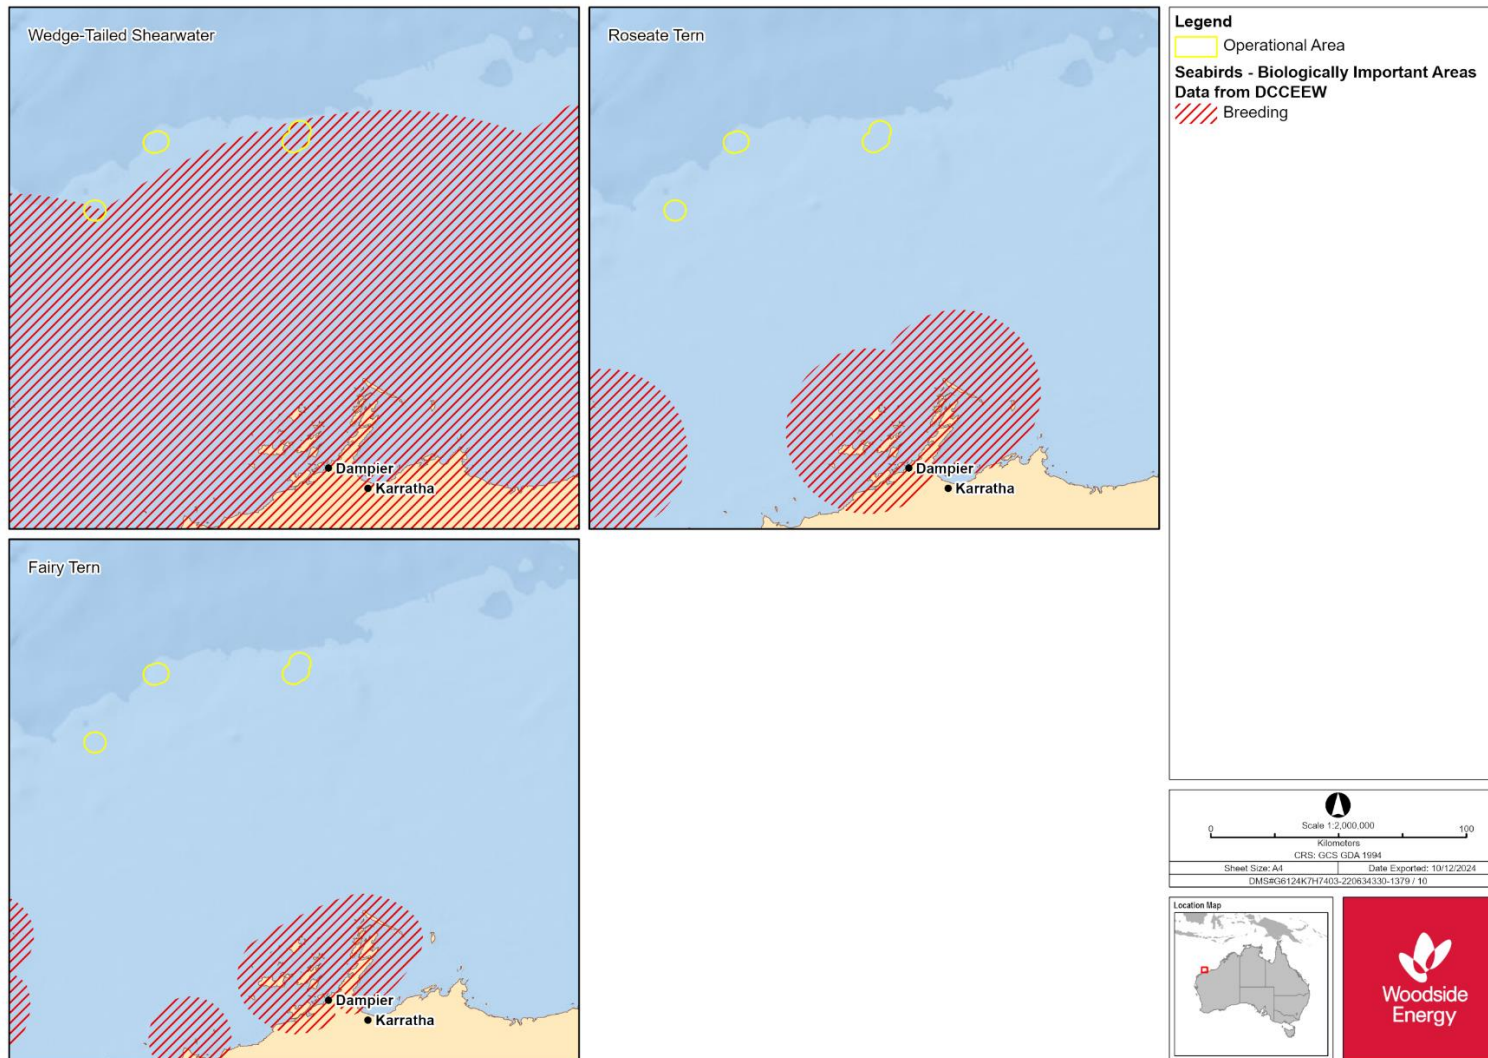 Wedge-Tailed Shearwater
Dampier
Karratha
Roseate Tern
Dampier
Karratha
Fairy Tern
Dampier
Karratha
Legend
Operational Area
Seabirds - Biologically Important Areas
Data from DCCEEW
Breeding
Scale 1:2,000,000
0 100
Kilometers
CRS: GCS GDA 1994
Sheet Size: A4 Date Exported: 10/12/2024
DMS#G6124K7H7403-220634330-1379 / 10
Location Map
Woodside
Energy